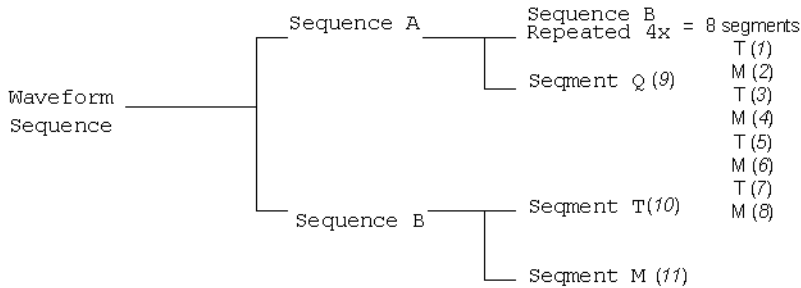 Waveform
Sequence
Sequence A
Sequence B
Repeated 4x = 8 segments
T (1)
M (2)
T (3)
M (4)
T (5)
M (6)
T (7)
M (8)
Seqment Q (9)
Sequence B
Seqment T(10)
Seqment M (11)